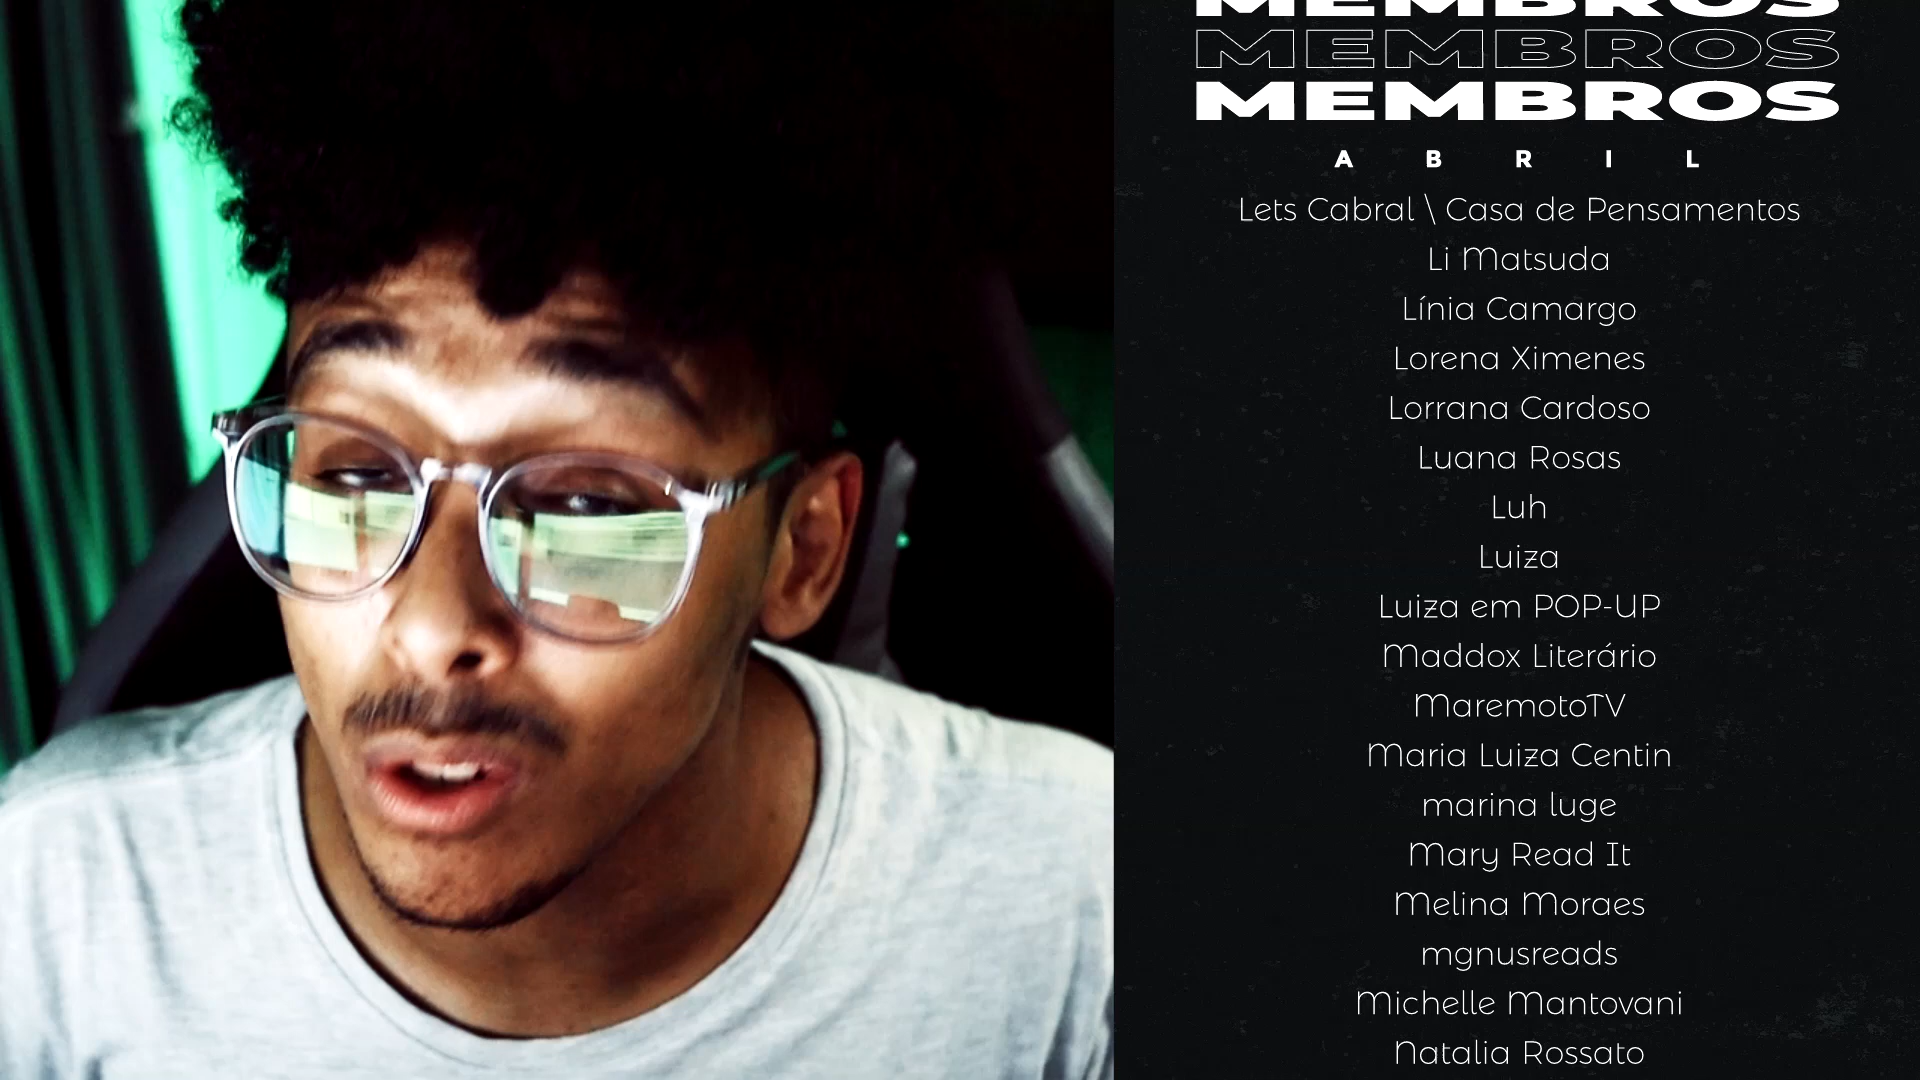 MEMBROS
MEMBROS
MEMBROS
ABRIL
Lets Cabral \ Casa de Pensamentos
Li Matsuda
Línia Camargo
Lorena Ximenes
Lorrana Cardoso
Luana Rosas
Luh
Luiza
Luiza em POP-UP
Maddox Literário
MaremotoTV
Maria Luiza Centin
marina luge
Mary Read It
Melina Moraes
mgnusreads
Michelle Mantovani
Natalia Rossato